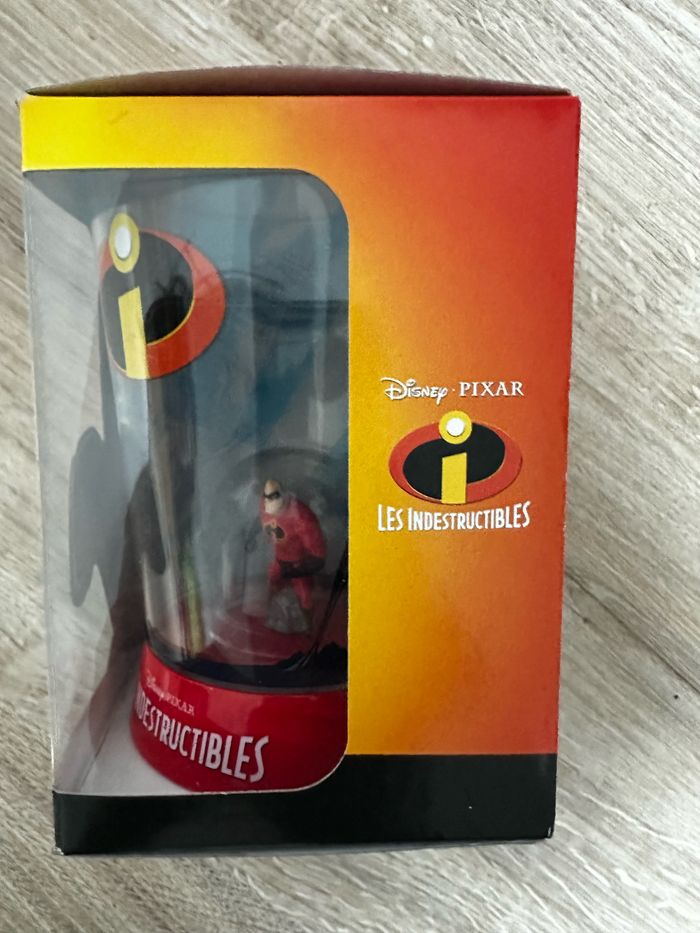 DISNEY · PIXAR
LES INDESTRUCTIBLES
Disney PIXAR
INDESTRUCTIBLES